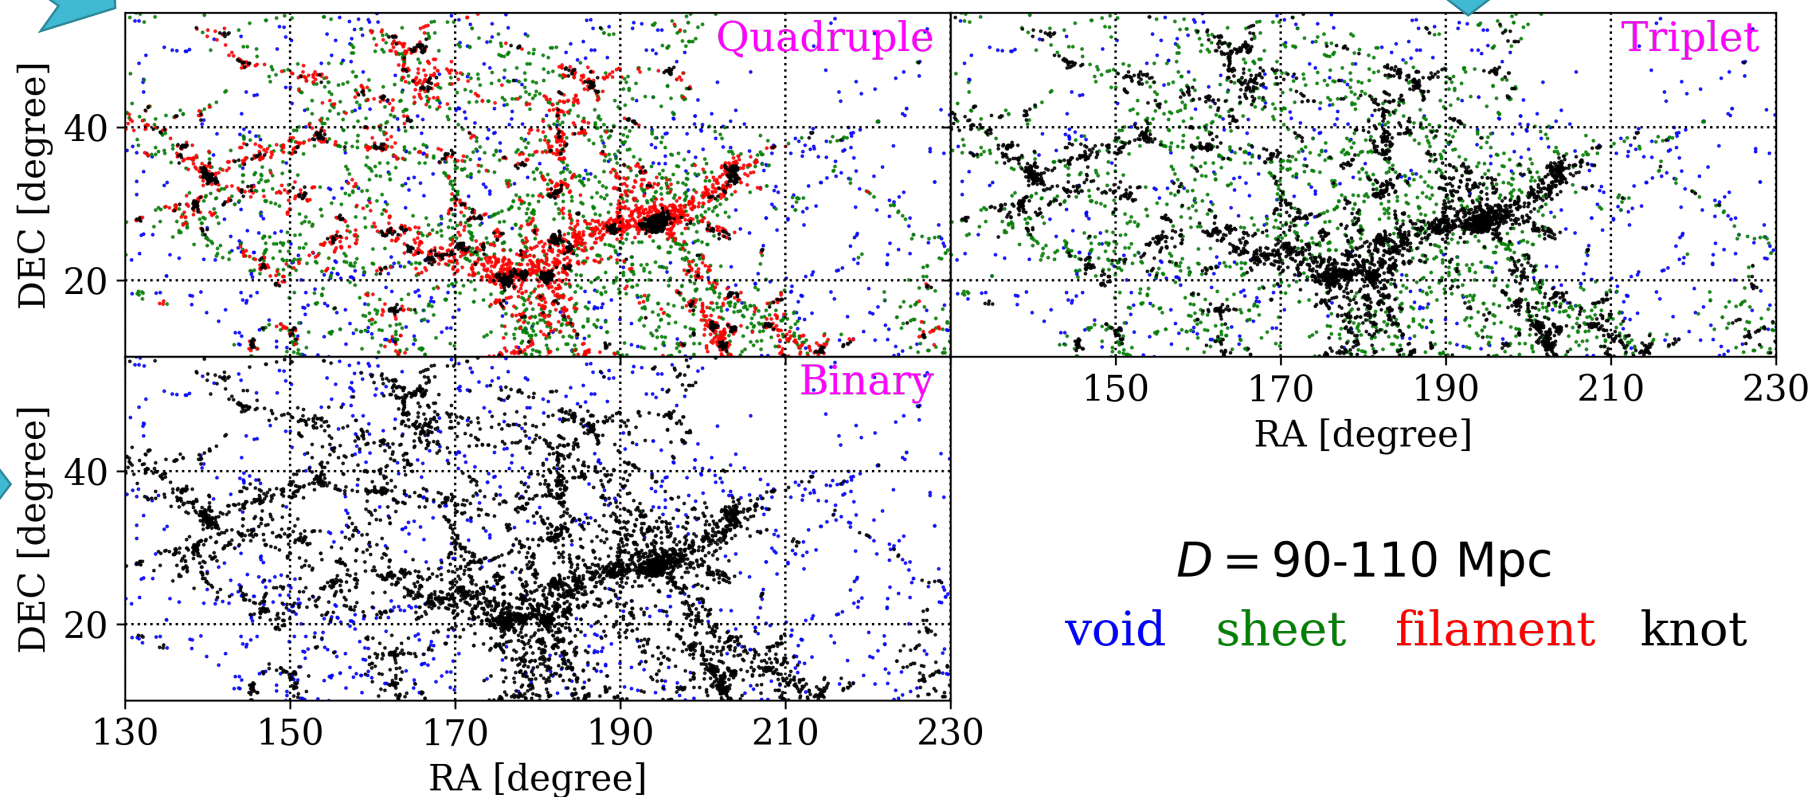 Quadruple
Triplet
DEC [degree]
40
20
150 170 190 210 230
RA [degree]
Binary
DEC [degree]
40
20
130 150 170 190 210 230
RA [degree]
D = 90-110 Mpc
void sheet filament knot